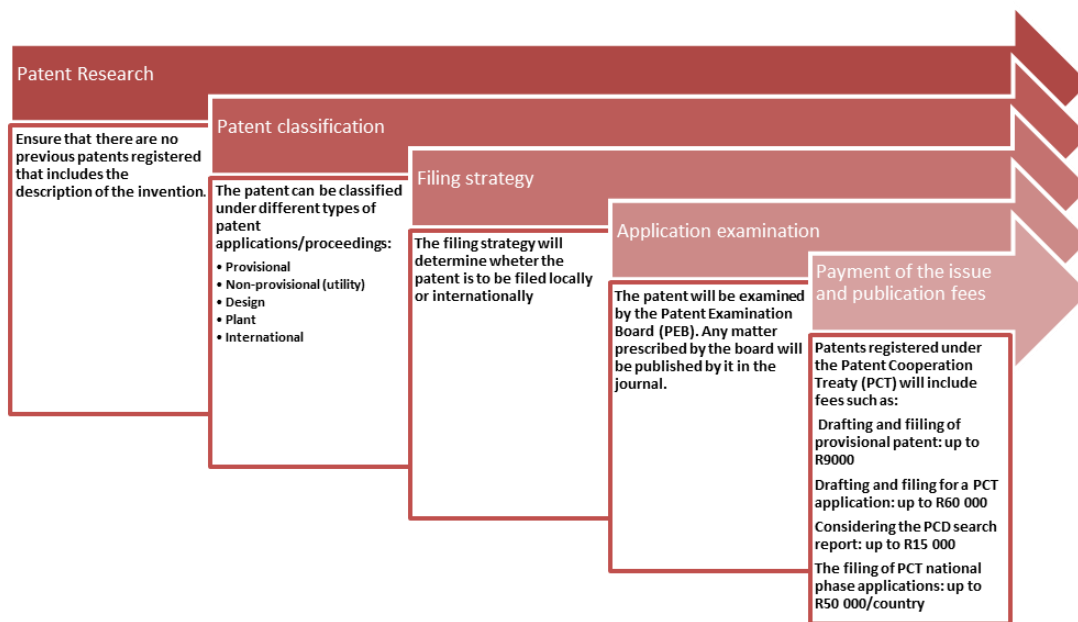 Patent Research
Ensure that there are no
previous patents registered
that includes the
description of the invention.
Patent classification
The patent can be classified
under different types of
patent
applications/proceedings:
• Provisional
• Non-provisional (utility)
• Design
• Plant
• International
Filing strategy
The filing strategy will
determine wheter the
patent is to be filed locally
or internationally
Application examination
The patent will be examined
by the Patent Examination
Board (PEB). Any matter
prescribed by the board will
be published by it in the
journal.
Payment of the issue
and publication fees
Patents registered under
the Patent Cooperation
Treaty (PCT) will include
fees such as:
Drafting and fiiling of
provisional patent: up to
R9000
Drafting and filing for a PCT
application: up to R60 000
Considering the PCD search
report: up to R15 000
The filing of PCT national
phase applications: up to
R50 000/country